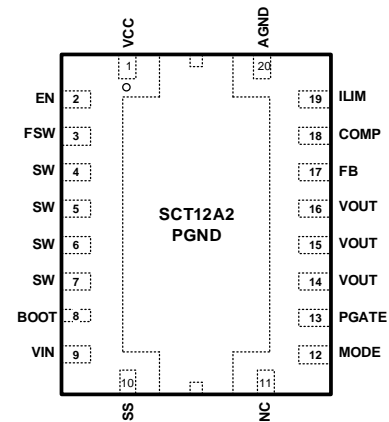 VCC
AGND
1
20
EN 2
19 ILIM
FSW 3
18 COMP
SW 4
17 FB
SW 5
16 VOUT
SW 6
15 VOUT
SW 7
14 VOUT
BOOT 8
13 PGATE
VIN 9
12 MODE
SCT12A2
PGND
10
11
SS
NC